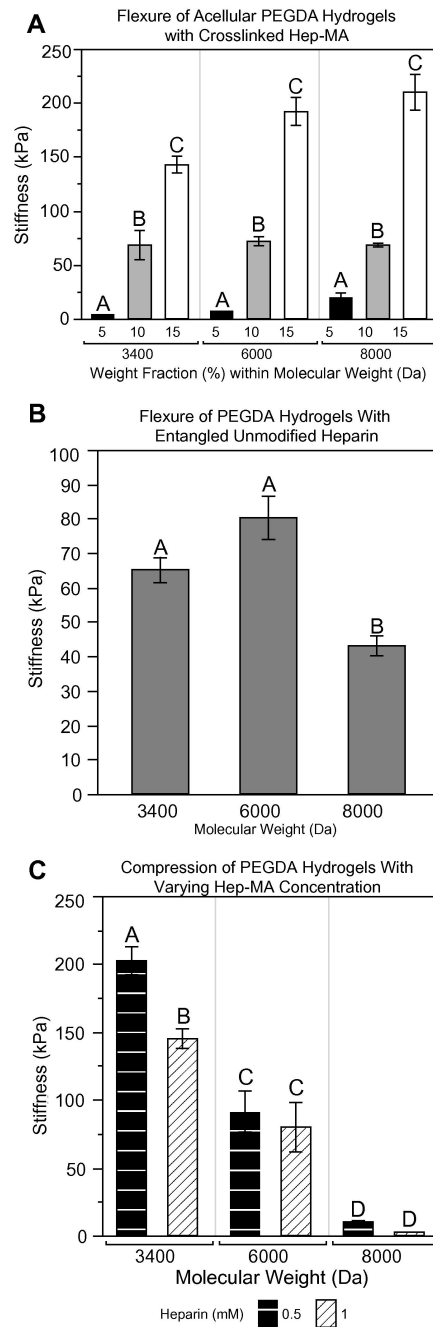 A
Flexure of Acellular PEGDA Hydrogels
with Crosslinked Hep-MA
Stiffness (kPa)
250
200
150
100
50
0
A
B
C
A
B
C
A
B
C
5 10 15 5 10 15 5 10 15
3400 6000 8000
Weight Fraction (%) within Molecular Weight (Da)
B
Flexure of PEGDA Hydrogels With
Entangled Unmodified Heparin
Stiffness (kPa)
100
90
80
70
60
50
40
30
20
10
0
A
A
B
3400 6000 8000
Molecular Weight (Da)
C
Compression of PEGDA Hydrogels With
Varying Hep-MA Concentration
Stiffness (kPa)
250
200
150
100
50
0
A
B
C
C
D
D
3400 6000 8000
Molecular Weight (Da)
Heparin (mM) 0.5 1